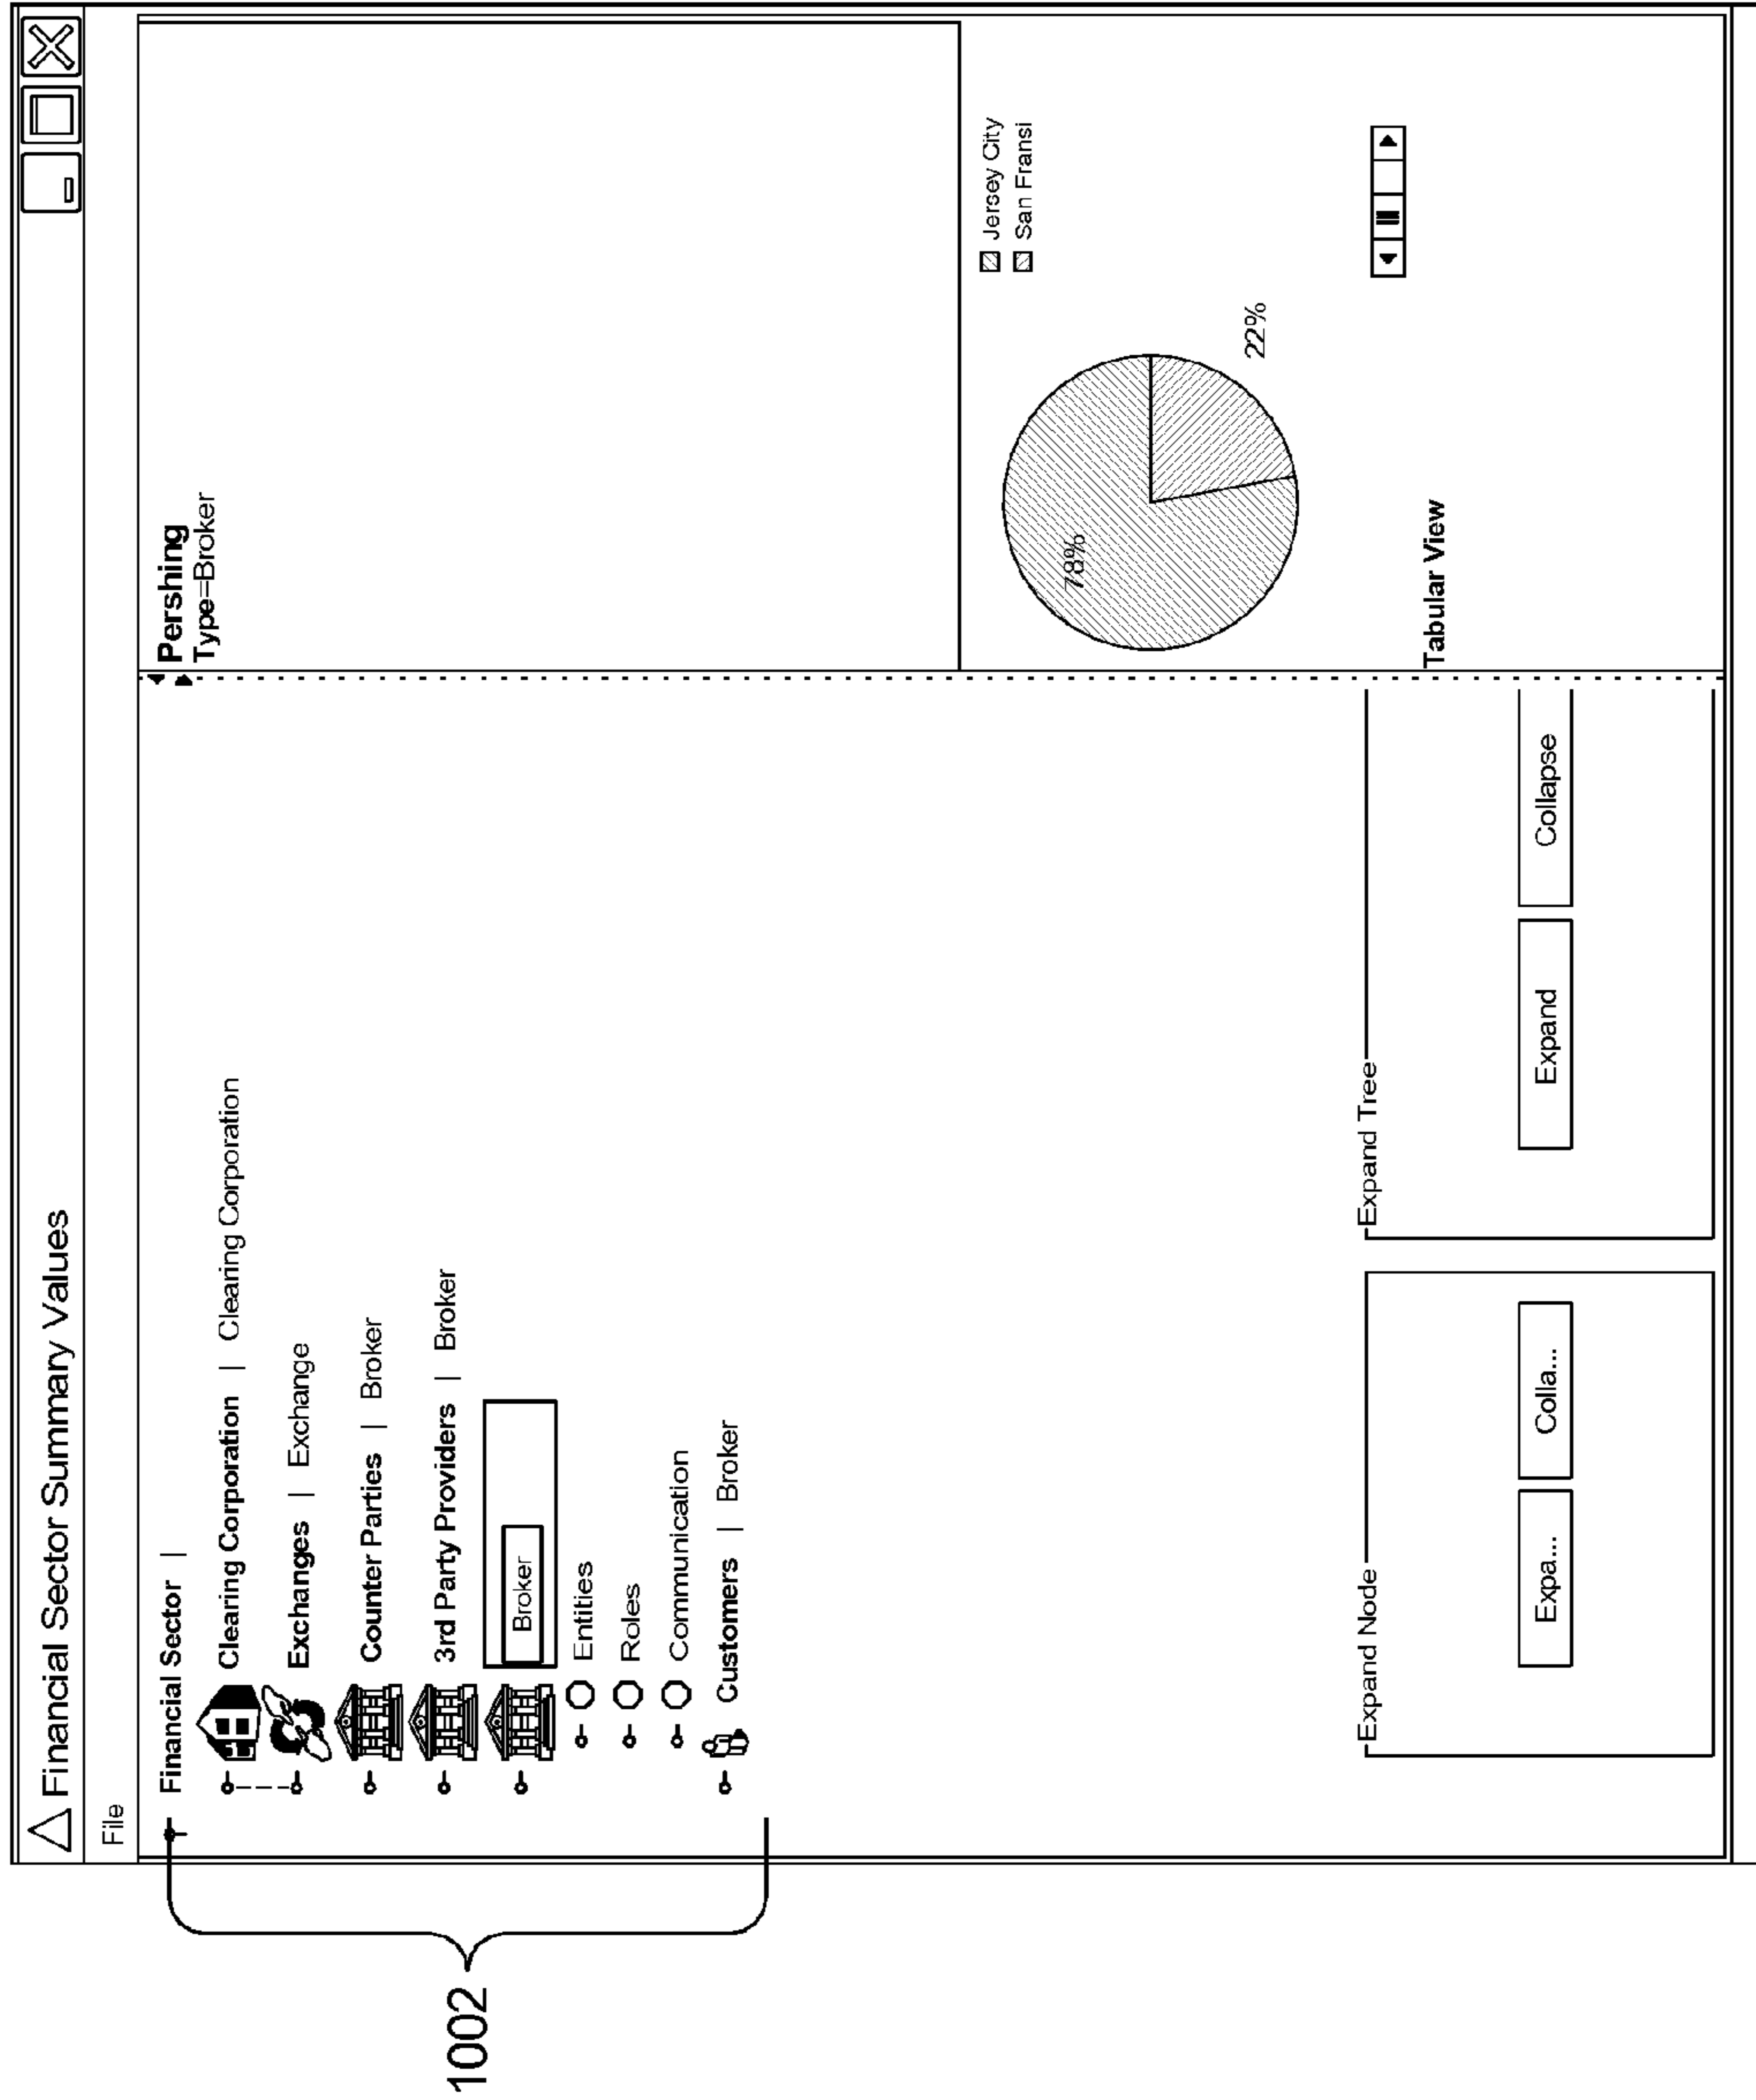 Financial Sector Summary Values
File
Financial Sector |
Clearing Corporation | Clearing Corporation
Exchanges | Exchange
Counter Parties | Broker
3rd Party Providers | Broker
Broker
Entities
Roles
Communication
Customers | Broker
1002
Expand Node
Expa...
Colla...
Expand Tree
Expand
Collapse
Pershing
Type=Broker
Jersey City
San Fransi
78%
22%
Tabular View